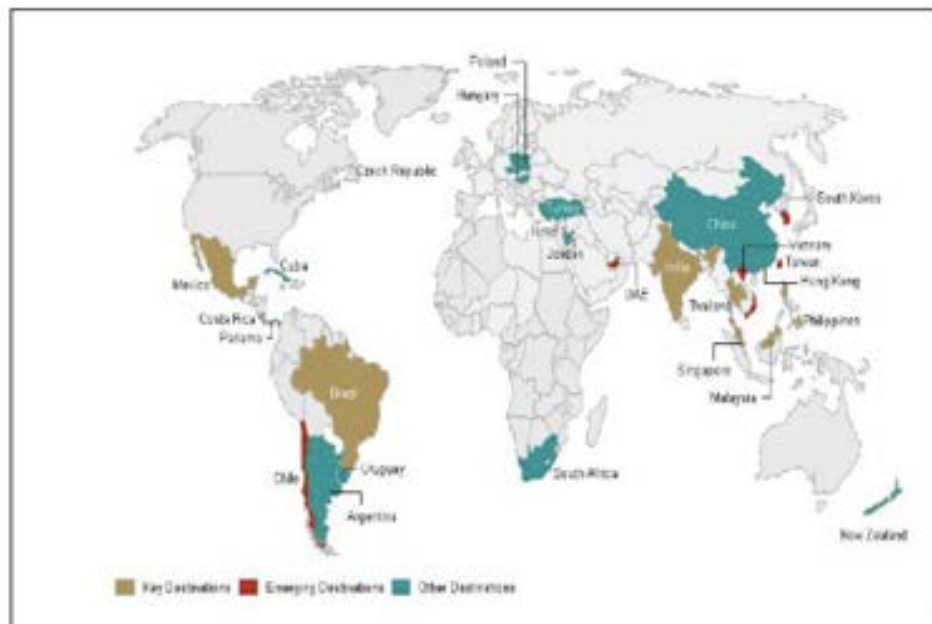 Poland
Hungary
Czech Republic
South Korea
China
Turkey
Israel
Jordan
Vietnam
Taiwan
India
Cuba
Mexico
UAE
Hong Kong
Thailand
Costa Rica
Philippines
Panama
Singapore
Brazil
Malaysia
Uruguay
Chile
South Africa
Argentina
New Zealand
Key Destinations Emerging Destinations Other Destinations